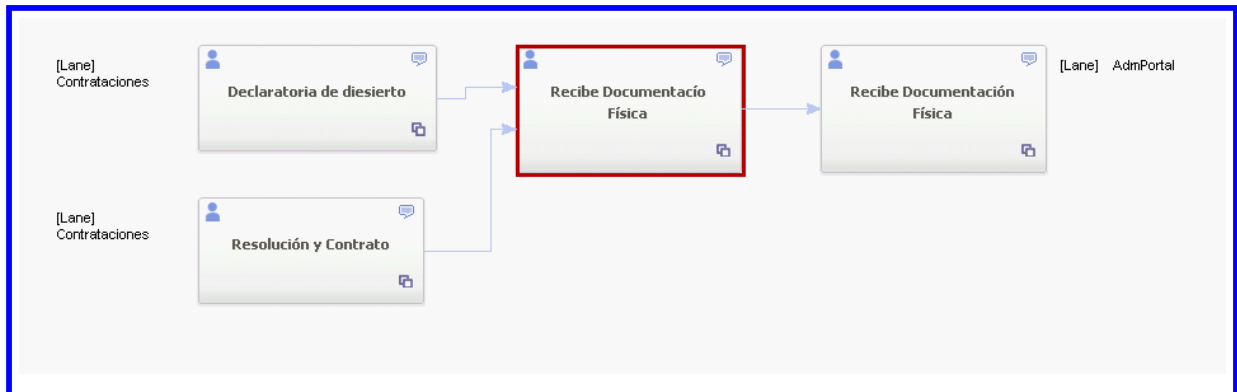 [Lane]
Contrataciones
Declaratoria de diesierto
Recibe Documentacío
Física
Recibe Documentación
Física
[Lane] AdmPortal
[Lane]
Contrataciones
Resolución y Contrato